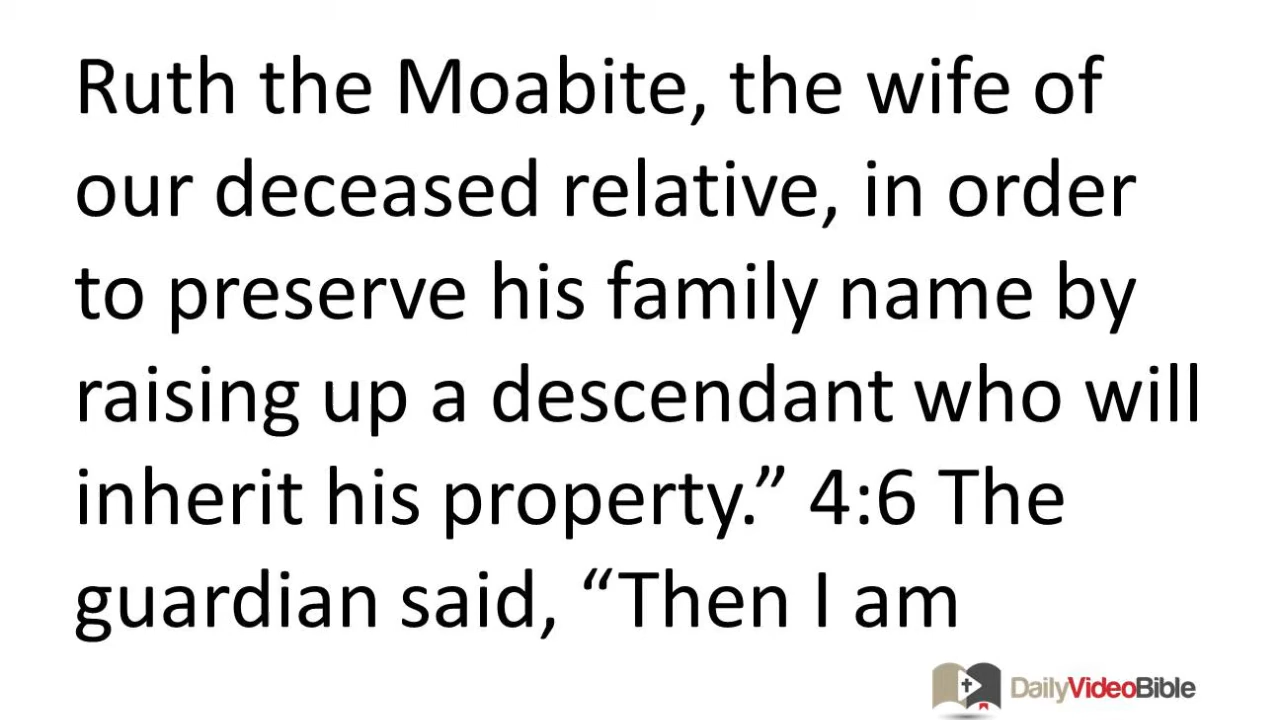 Ruth the Moabite, the wife of
our deceased relative, in order
to preserve his family name by
raising up a descendant who will
inherit his property.” 4:6 The
guardian said, “Then I am
DailyVideoBible